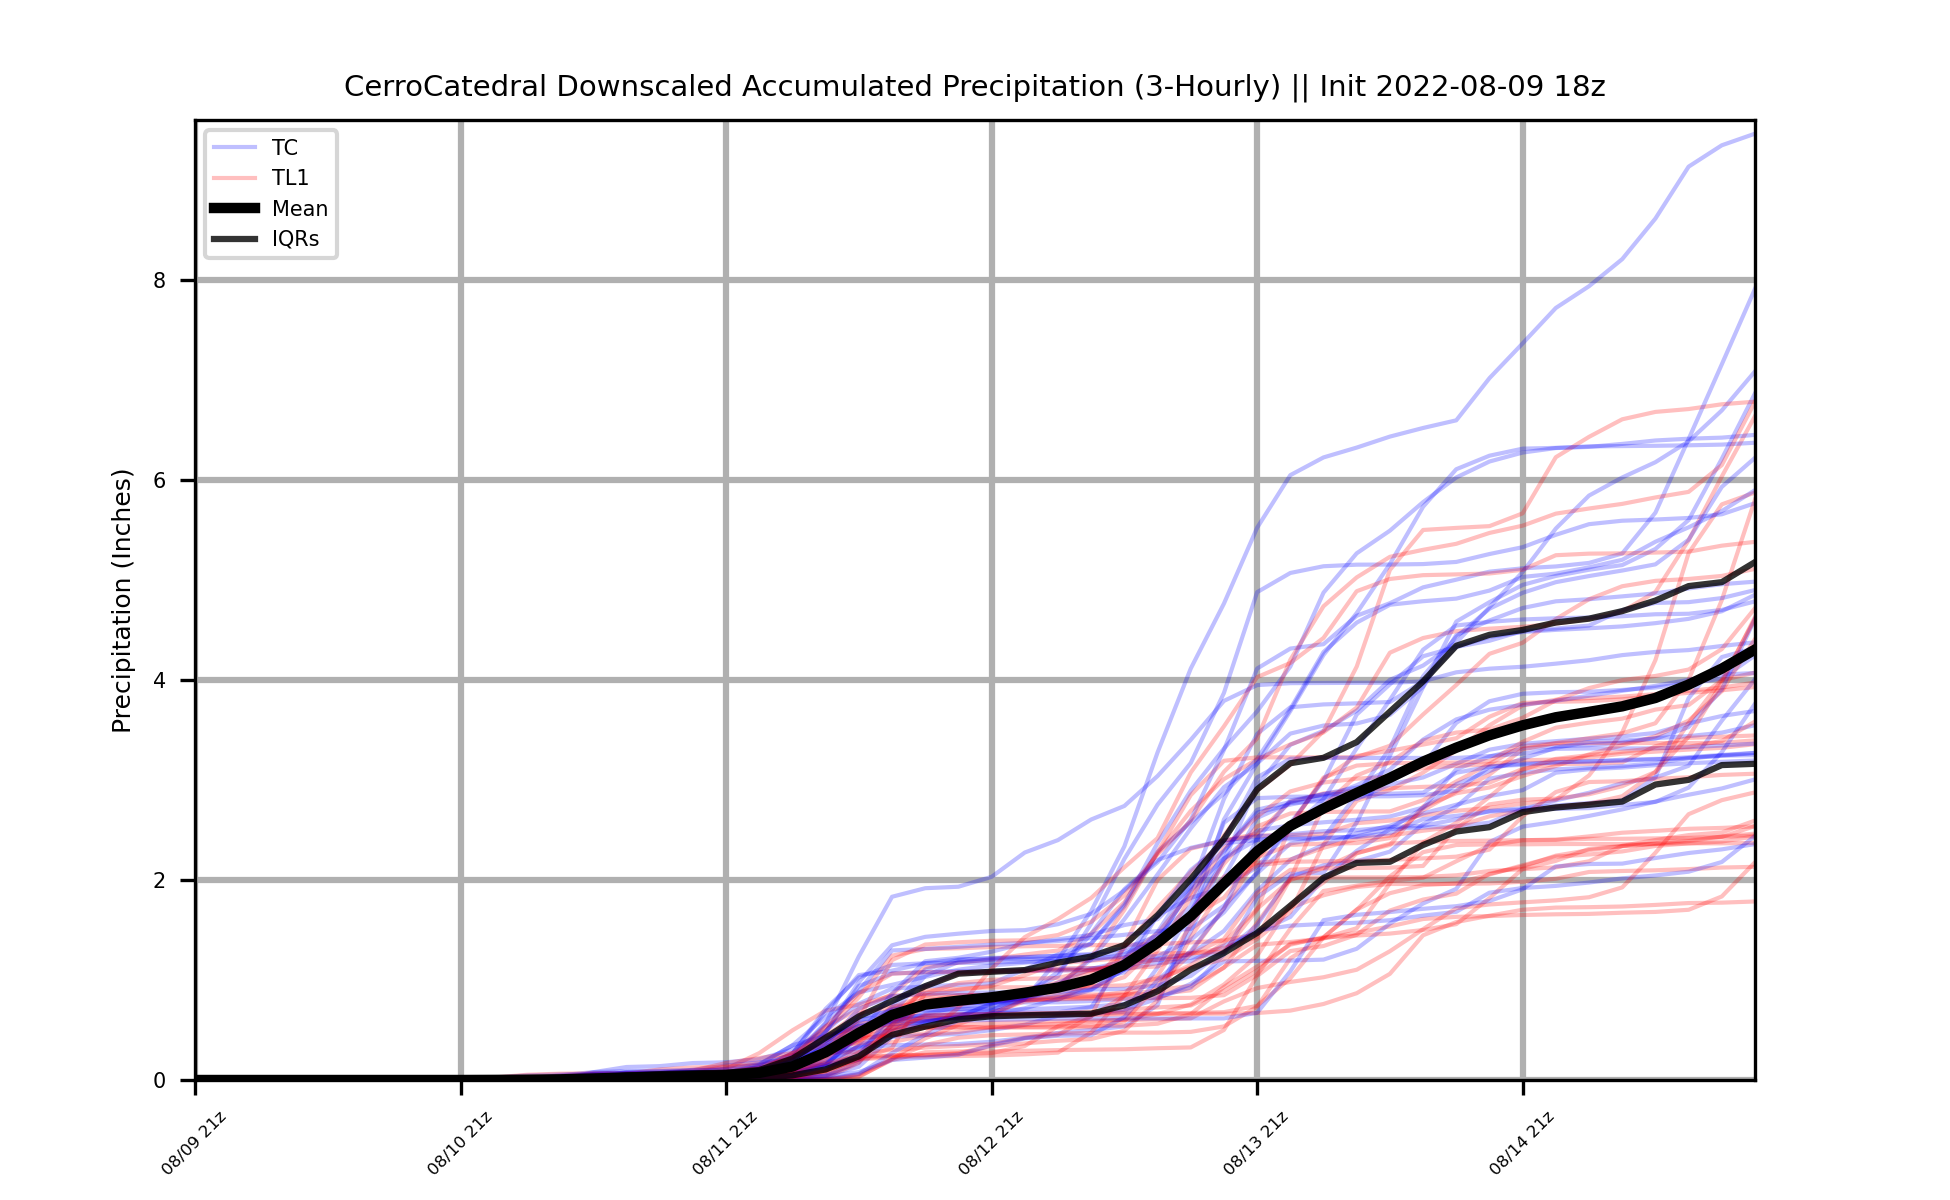 CerroCatedral Downscaled Accumulated Precipitation (3-Hourly) || Init 2022-08-09 18z
TC
TL1
Mean
IQRs
Precipitation (Inches)
8
6
4
2
0
08/09 21z
08/10 21z
08/11 21z
08/12 21z
08/13 21z
08/14 21z